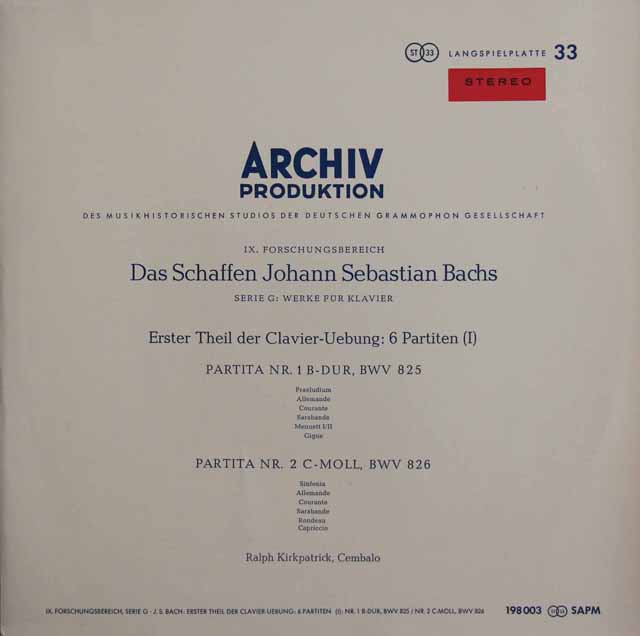 ST 33 LANGSPIELPLATTE 33
STEREO
ARCHIV
PRODUKTION
DES MUSIKHISTORISCHEN STUDIOS DER DEUTSCHEN GRAMMOPHON GESELLSCHAFT
IX. FORSCHUNGSBEREICH
Das Schaffen Johann Sebastian Bachs
SERIE G: WERKE FÜR KLAVIER
Erster Theil der Clavier-Uebung: 6 Partiten (I)
PARTITA NR. 1 B-DUR, BWV 825
Praeludium
Allemande
Courante
Sarabande
Menuett I/II
Gigue
PARTITA NR. 2 C-MOLL, BWV 826
Sinfonia
Allemande
Courante
Sarabande
Rondeau
Capriccio
Ralph Kirkpatrick, Cembalo
IX. FORSCHUNGSBEREICH, SERIE G - J. S. BACH: ERSTER THEIL DER CLAVIER-UEBUNG: 6 PARTITEN (I): NR. 1 B-DUR, BWV 825 / NR. 2 C-MOLL, BWV 826 198003 ST 33 SAPM